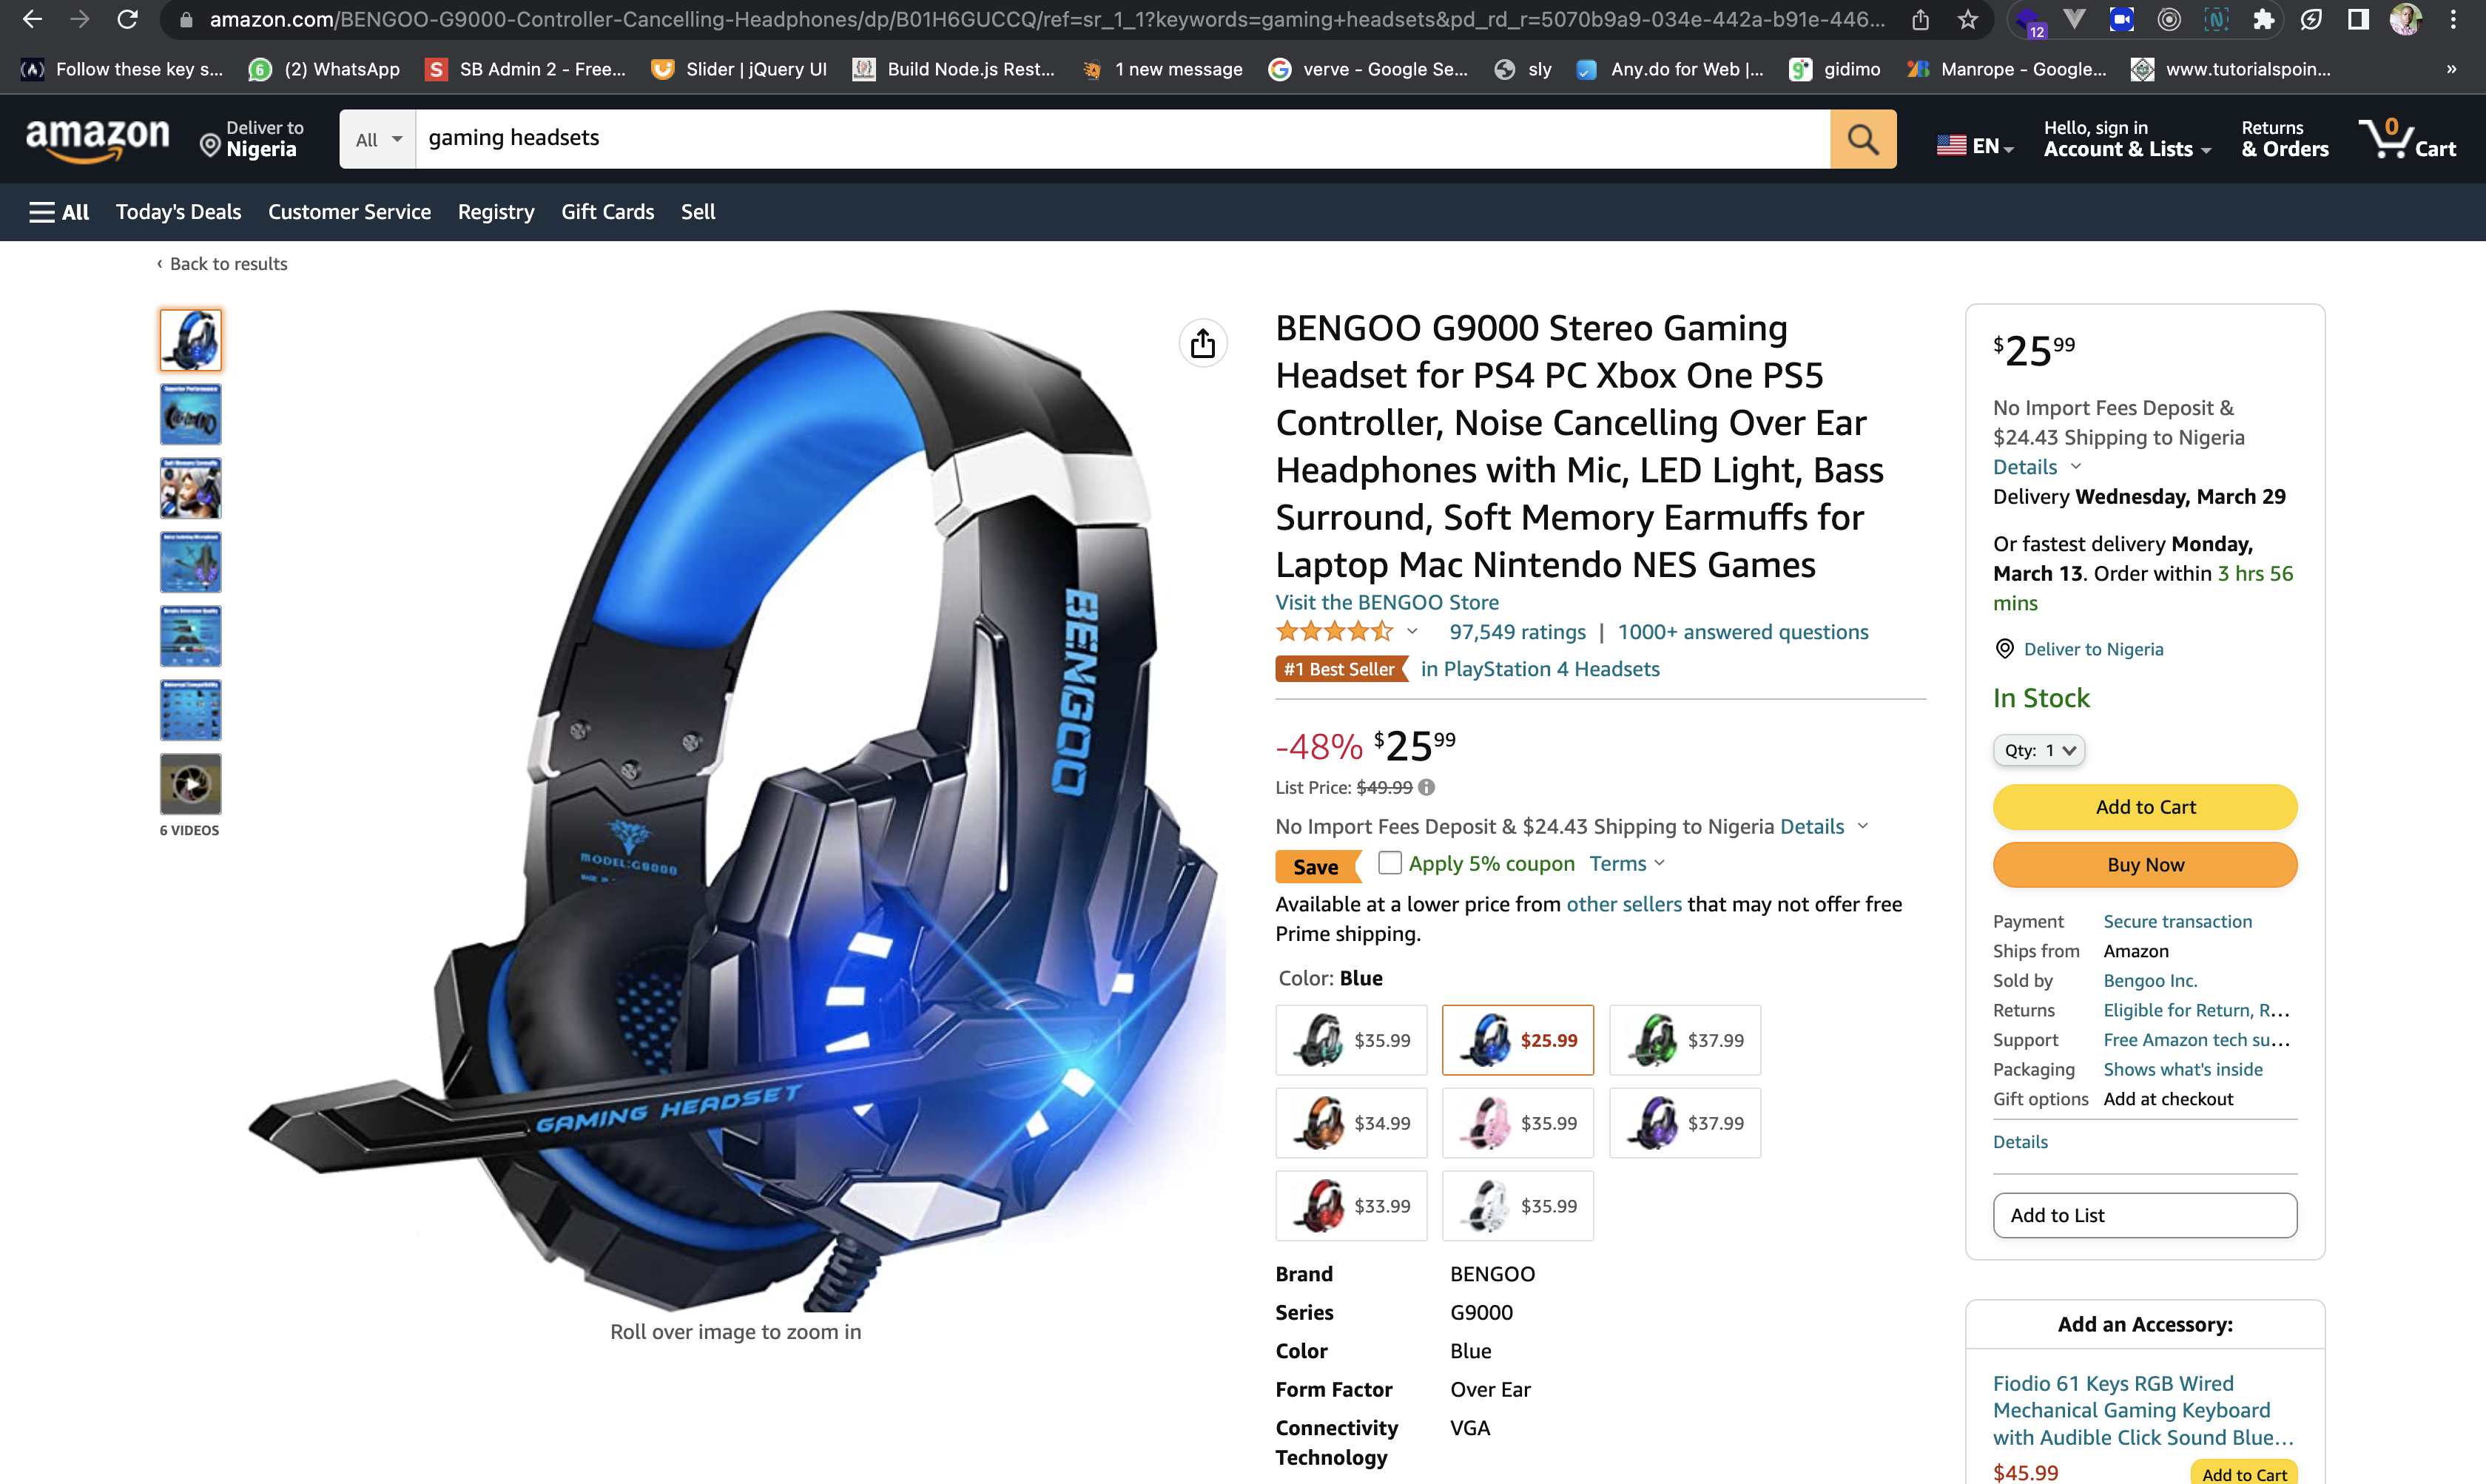 amazon.com/BENGOO-G9000-Controller-Cancelling-Headphones/dp/B01H6GUCCQ/ref=sr_1_1?keywords=gaming+headsets&pd_rd_r=5070b9a9-034e-442a-b91e-446...
12
Follow these key s...
(2) WhatsApp
SB Admin 2 - Free...
Slider | jQuery UI
Build Node.js Rest...
1 new message
verve - Google Se...
sly
Any.do for Web |...
gidimo
Manrope - Google...
www.tutorialspoin...
»
amazon
Deliver to
Nigeria
All
gaming headsets
EN
Hello, sign in
Account & Lists
Returns
& Orders
0
Cart
All
Today's Deals
Customer Service
Registry
Gift Cards
Sell
‹ Back to results
6 VIDEOS
BENGOO
MODEL:G9000
GAMING HEADSET
Roll over image to zoom in
BENGOO G9000 Stereo Gaming
Headset for PS4 PC Xbox One PS5
Controller, Noise Cancelling Over Ear
Headphones with Mic, LED Light, Bass
Surround, Soft Memory Earmuffs for
Laptop Mac Nintendo NES Games
Visit the BENGOO Store
97,549 ratings | 1000+ answered questions
#1 Best Seller in PlayStation 4 Headsets
-48% $25 99
List Price: $49.99
No Import Fees Deposit & $24.43 Shipping to Nigeria Details
Save Apply 5% coupon Terms
Available at a lower price from other sellers that may not offer free
Prime shipping.
Color: Blue
$35.99
$25.99
$37.99
$34.99
$35.99
$37.99
$33.99
$35.99
Brand BENGOO
Series G9000
Color Blue
Form Factor Over Ear
Connectivity VGA
Technology
$25 99
No Import Fees Deposit &
$24.43 Shipping to Nigeria
Details
Delivery Wednesday, March 29
Or fastest delivery Monday,
March 13. Order within 3 hrs 56
mins
Deliver to Nigeria
In Stock
Qty: 1
Add to Cart
Buy Now
Payment Secure transaction
Ships from Amazon
Sold by Bengoo Inc.
Returns Eligible for Return, R...
Support Free Amazon tech su...
Packaging Shows what's inside
Gift options Add at checkout
Details
Add to List
Add an Accessory:
Fiodio 61 Keys RGB Wired
Mechanical Gaming Keyboard
with Audible Click Sound Blue...
$45.99
Add to Cart